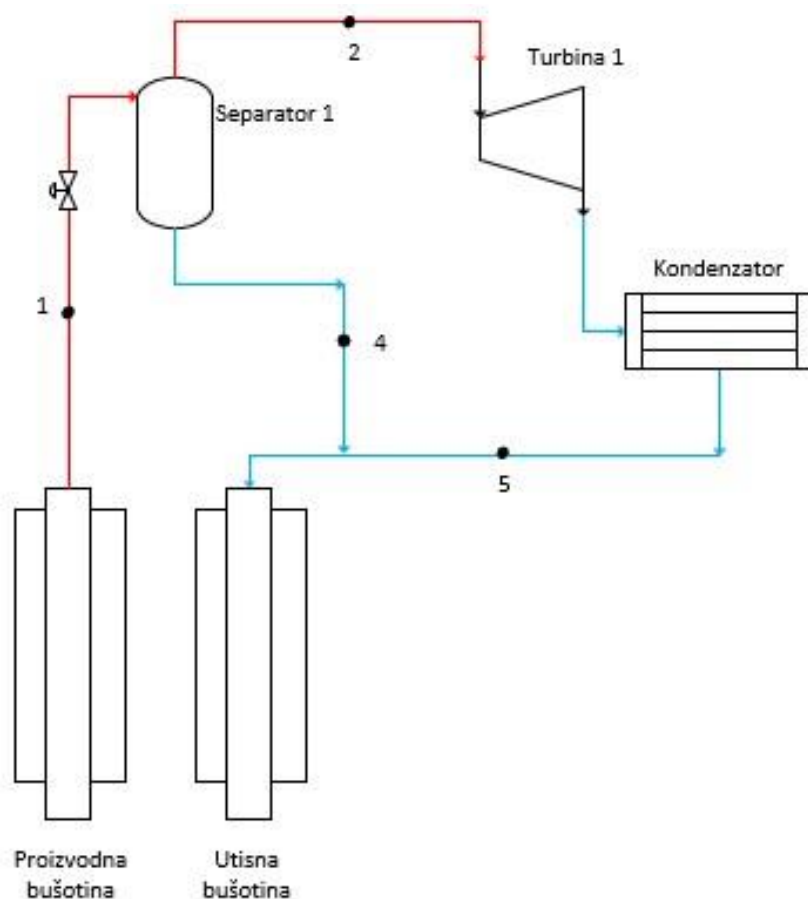 2
Turbina 1
Separator 1
Kondenzator
1
4
5
Proizvodna
bušotina
Utisna
bušotina